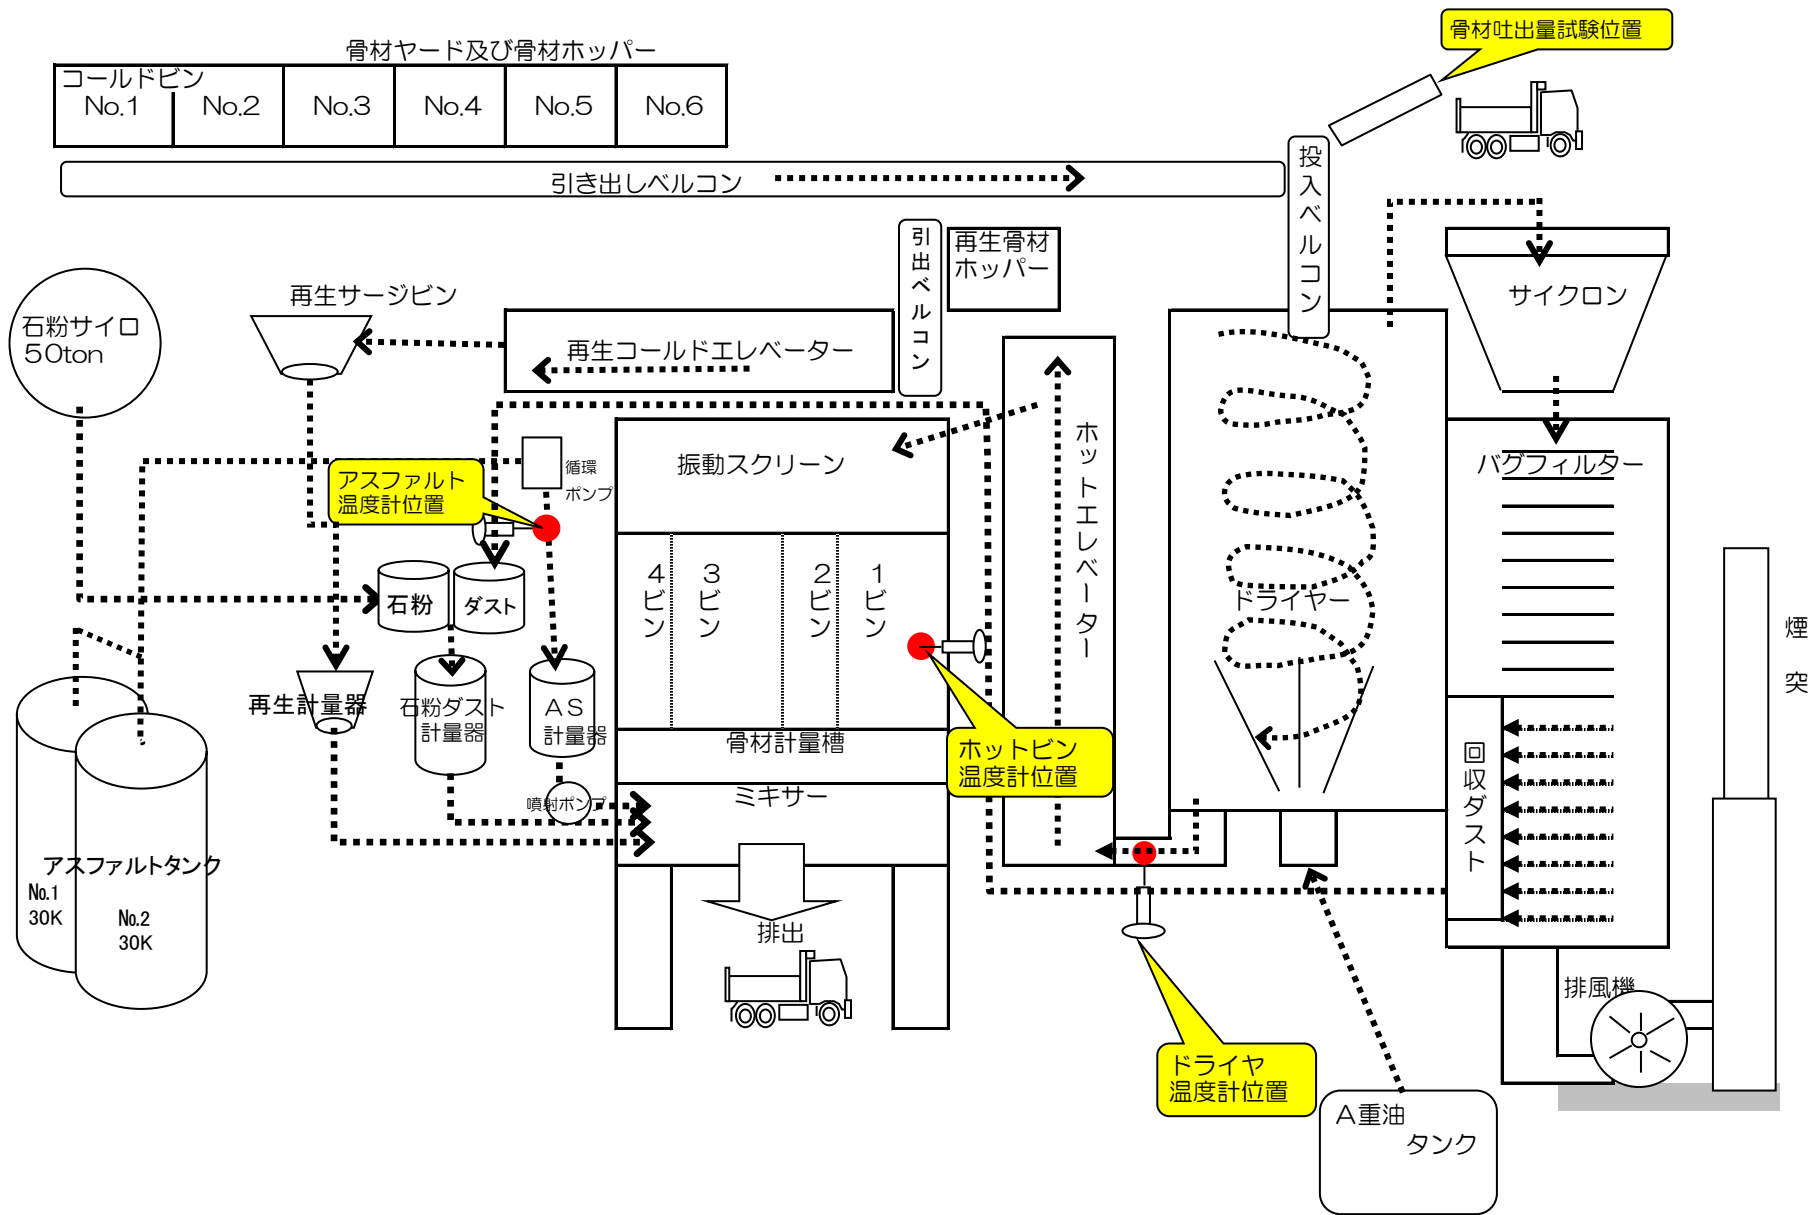 骨材吐出量試験位置
骨材ヤード及び骨材ホッパー
コールドビン
No.1 No.2 No.3 No.4 No.5 No.6
引き出しベルコン
投入ベルコン
引出ベルコン
再生骨材
ホッパー
サイクロン
再生サージビン
石粉サイロ
50ton
再生コールドエレベーター
ホットエレベーター
振動スクリーン
バグフィルター
循環
ポンプ
アスファルト
温度計位置
4ビン
3ビン
2ビン
1ビン
ドライヤー
石粉
ダスト
煙突
再生計量器
石粉ダスト
計量器
AS
計量器
骨材計量槽
ホットビン
温度計位置
回収ダスト
ミキサー
噴射ポンプ
アスファルトタンク
No.1
30K
No.2
30K
排出
排風機
ドライヤ
温度計位置
A重油
タンク